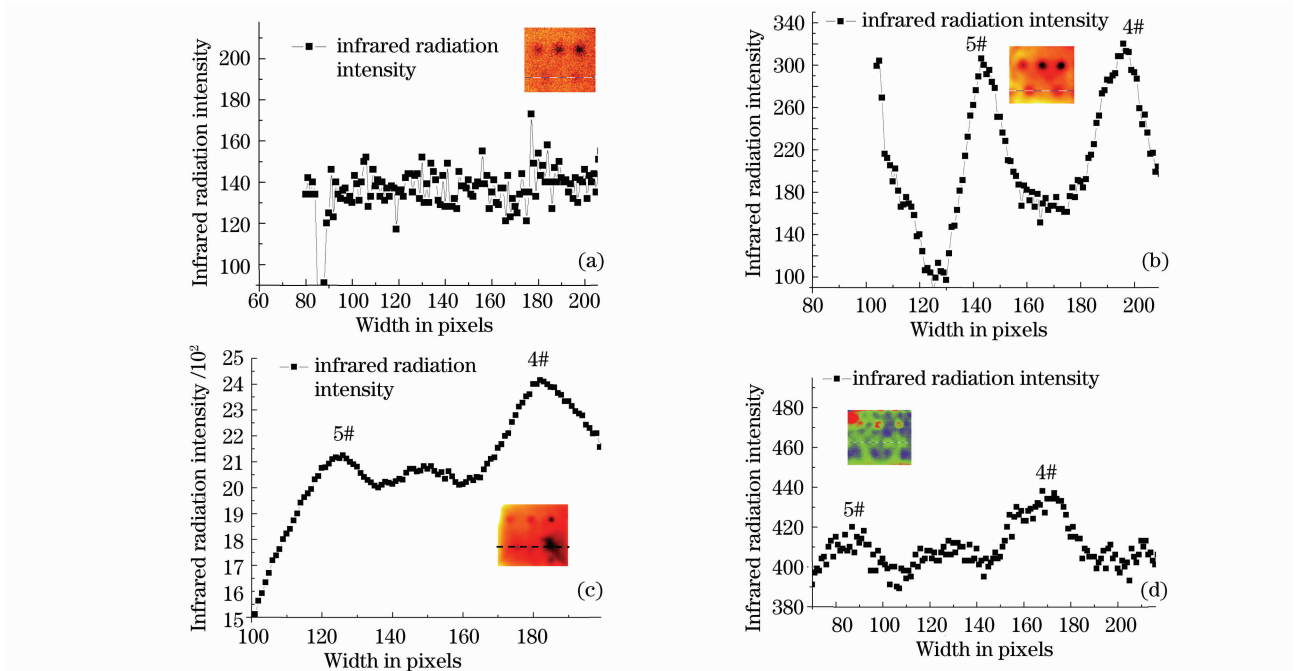 infrared radiation
intensity
200
180
160
140
120
100
60 80 100 120 140 160 180 200
Width in pixels
Infrared radiation intensity
(a)
infrared radiation intensity
5#
4#
340
300
260
220
180
140
100
80 100 120 140 160 180 200
Width in pixels
Infrared radiation intensity
(b)
infrared radiation
intensity
5#
4#
25
24
23
22
21
20
19
18
17
16
15
100 120 140 160 180
Width in pixels
Infrared radiation intensity /10²
(c)
infrared radiation intensity
5#
4#
480
460
440
420
400
380
80 100 120 140 160 180 200
Width in pixels
Infrared radiation intensity
(d)